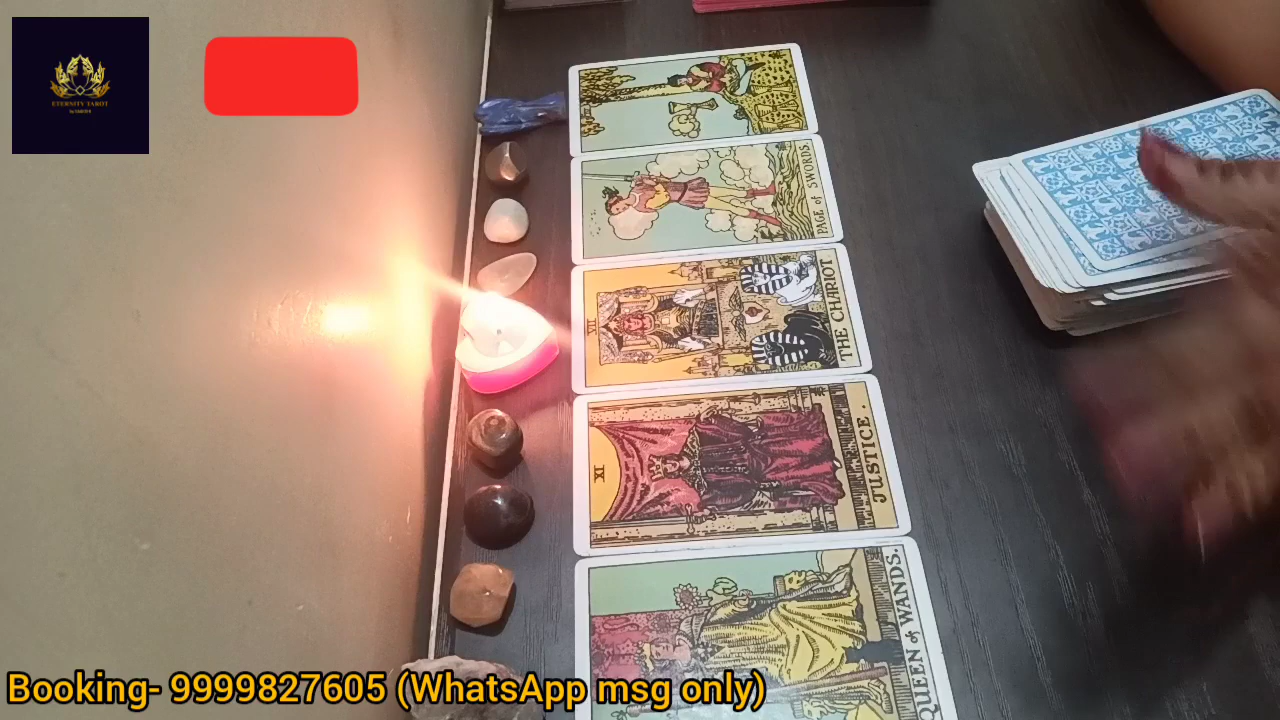 ETERNITY TAROT
PAGE of SWORDS.
VII
THE CHARIOT
XI
JUSTICE.
QUEEN of WANDS.
Booking- 9999827605 (WhatsApp msg only)